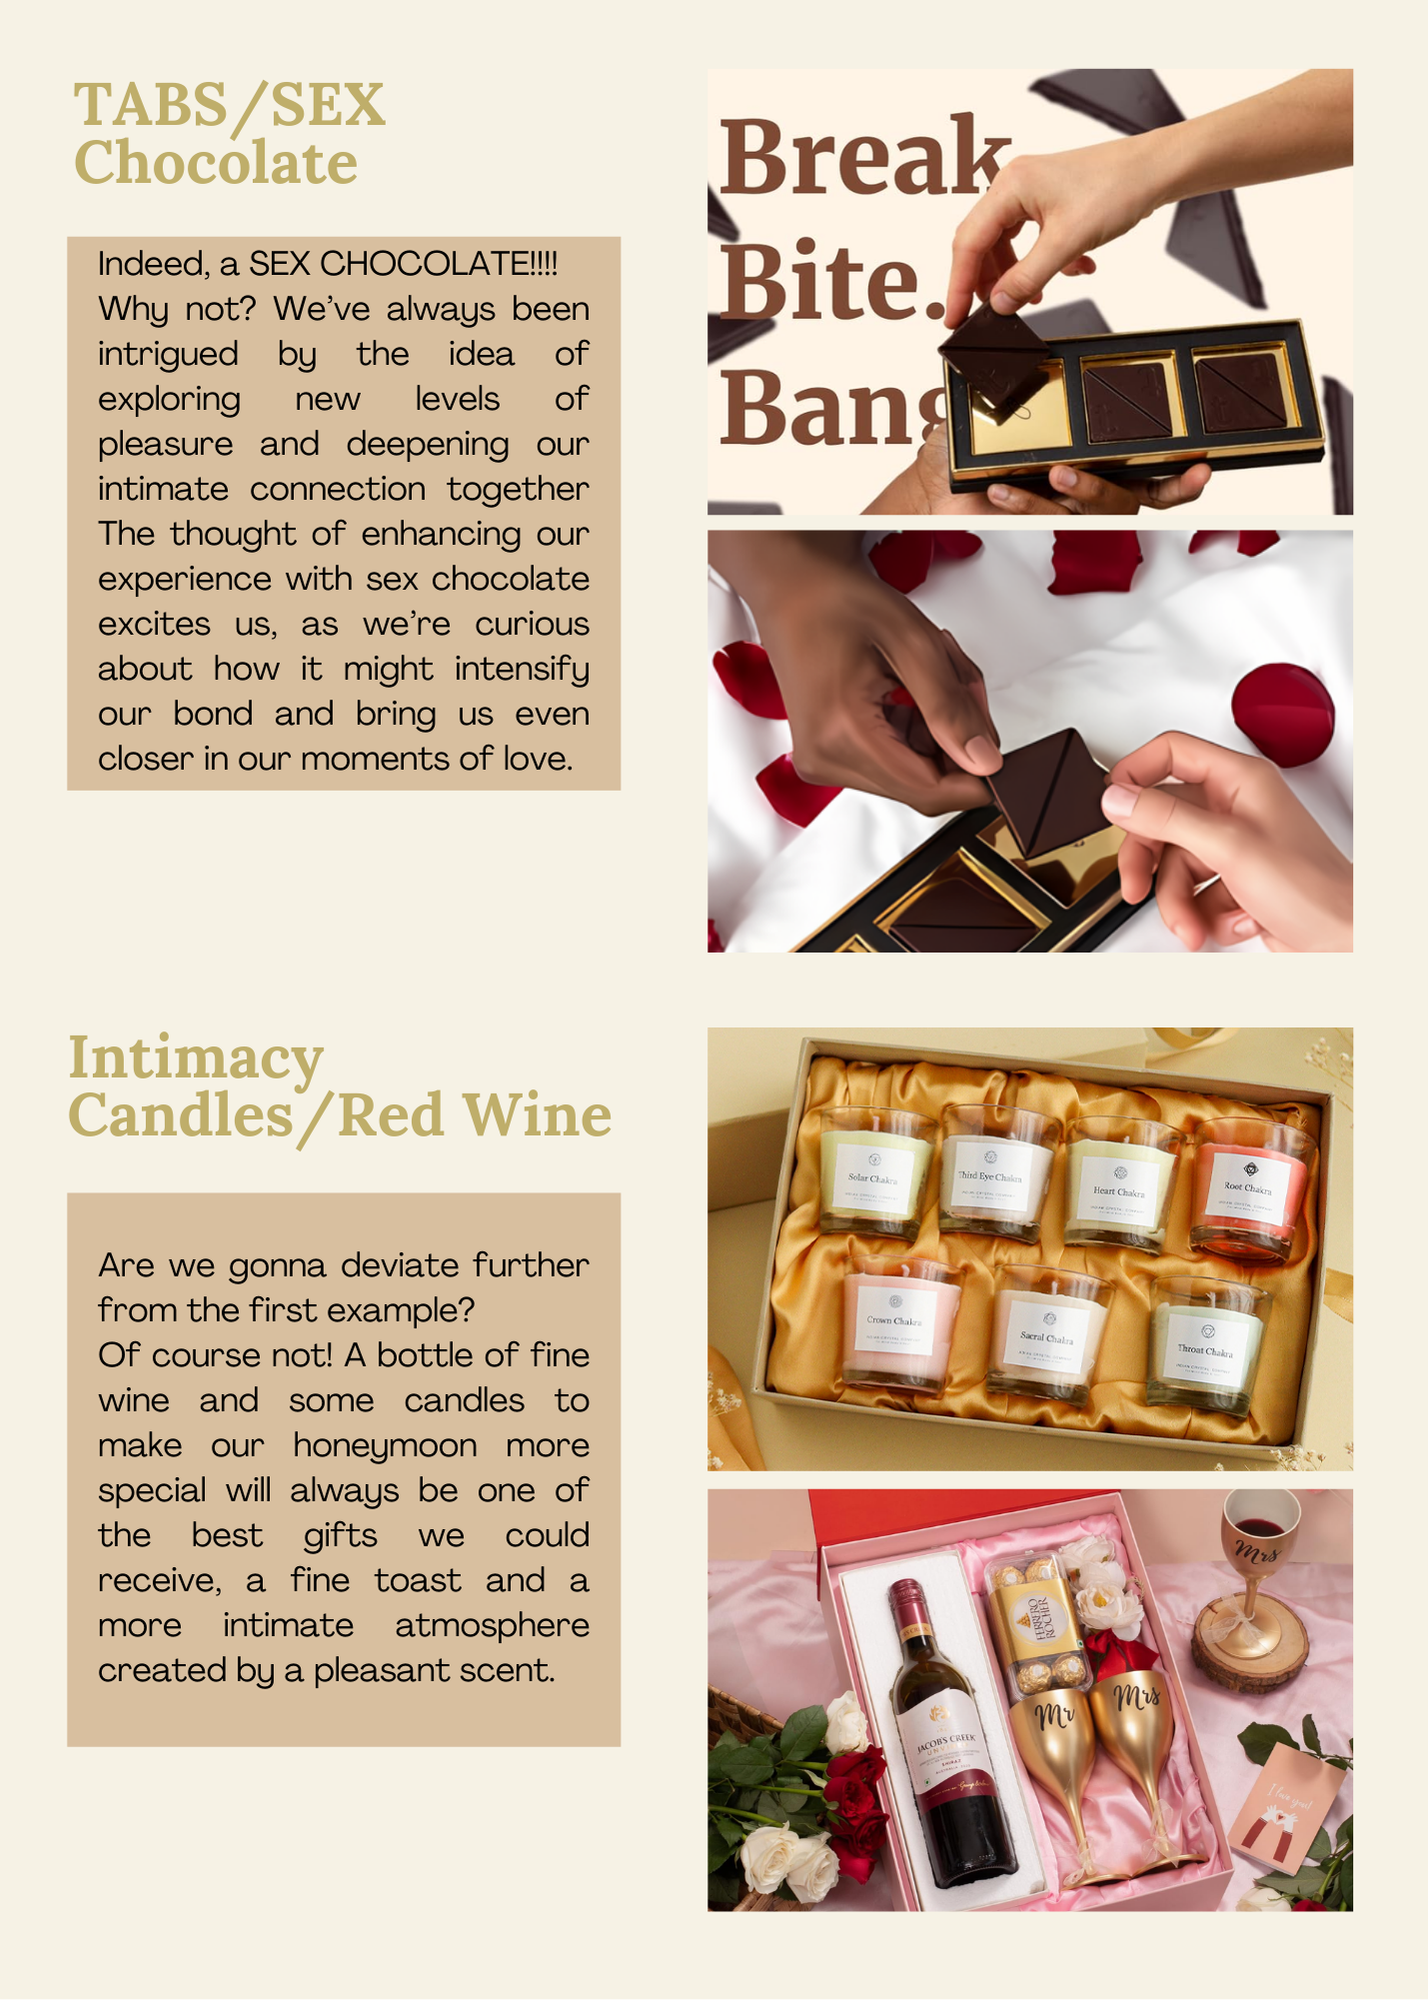 TABS/SEX
Chocolate
Indeed, a SEX CHOCOLATE!!!!
Why not? We've always been
intrigued by the idea of
exploring new levels of
pleasure and deepening our
intimate connection together
The thought of enhancing our
experience with sex chocolate
excites us, as we're curious
about how it might intensify
our bond and bring us even
closer in our moments of love.
Break
Bite.
Bang
Intimacy
Candles/Red Wine
Are we gonna deviate further
from the first example?
Of course not! A bottle of fine
wine and some candles to
make our honeymoon more
special will always be one of
the best gifts we could
receive, a fine toast and a
more intimate atmosphere
created by a pleasant scent.
Solar Chakra
Third Eye Chakra
Heart Chakra
Root Chakra
Crown Chakra
Sacral Chakra
Throat Chakra
Mrs
FERRERO
ROCHER
Mr
Mrs
JACOB'S CREEK
SHIRAZ
I love you!